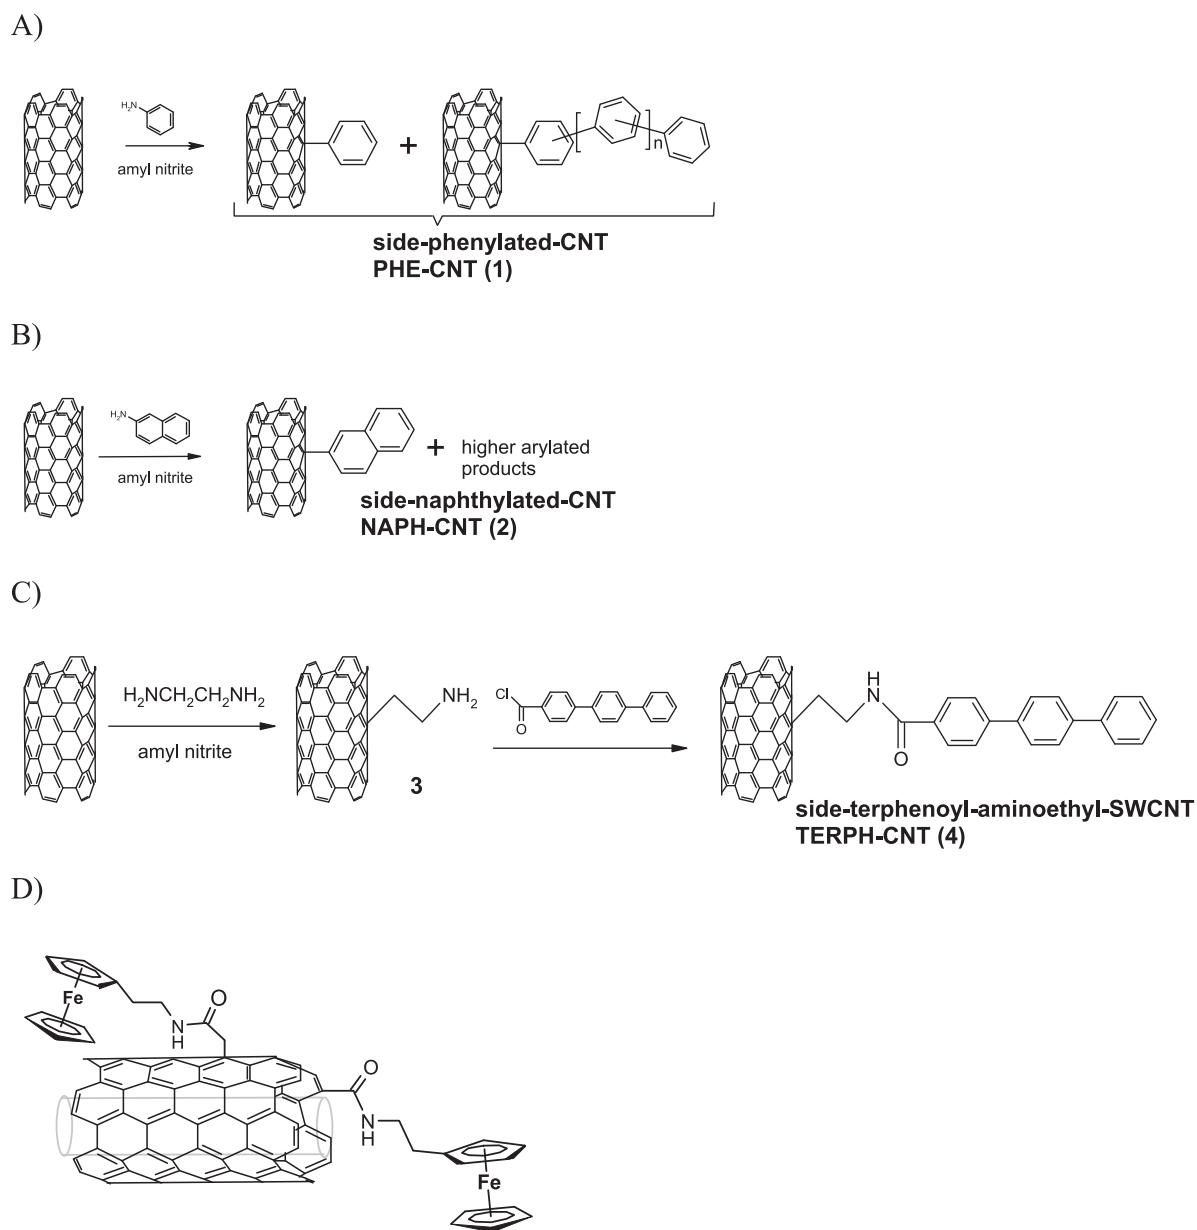 A)
H₂N
amyl nitrite
+
n
side-phenylated-CNT
PHE-CNT (1)
B)
H₂N
amyl nitrite
+
higher arylated
products
side-naphthylated-CNT
NAPH-CNT (2)
C)
H₂NCH₂CH₂NH₂
amyl nitrite
NH₂
3
Cl
O
H
N
O
side-terphenoyl-aminoethyl-SWCNT
TERPH-CNT (4)
D)
Fe
O
N
H
O
N
H
Fe